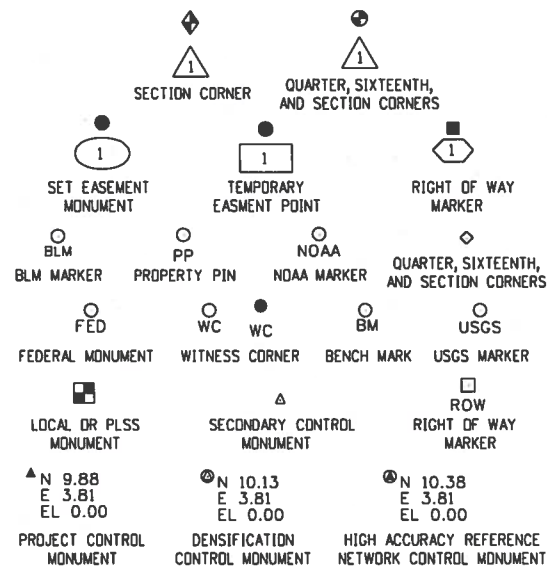 1 1
SECTION CORNER QUARTER, SIXTEENTH,
AND SECTION CORNERS
1 1 1
SET EASEMENT TEMPORARY RIGHT OF WAY
MONUMENT EASMENT POINT MARKER
BLM PP NOAA
BLM MARKER PROPERTY PIN NOAA MARKER QUARTER, SIXTEENTH,
AND SECTION CORNERS
FED WC WC BM USGS
FEDERAL MONUMENT WITNESS CORNER BENCH MARK USGS MARKER
ROW
LOCAL OR PLSS SECONDARY CONTROL RIGHT OF WAY
MONUMENT MONUMENT MARKER
N 9.88 N 10.13 N 10.38
E 3.81 E 3.81 E 3.81
EL 0.00 EL 0.00 EL 0.00
PROJECT CONTROL DENSIFICATION HIGH ACCURACY REFERENCE
MONUMENT CONTROL MONUMENT NETWORK CONTROL MONUMENT